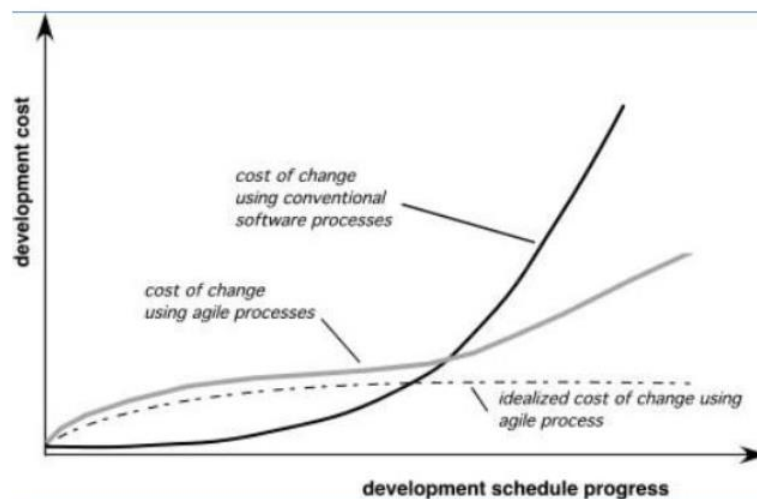 development cost
cost of change
using conventional
software processes
cost of change
using agile processes
idealized cost of change using
agile process
development schedule progress